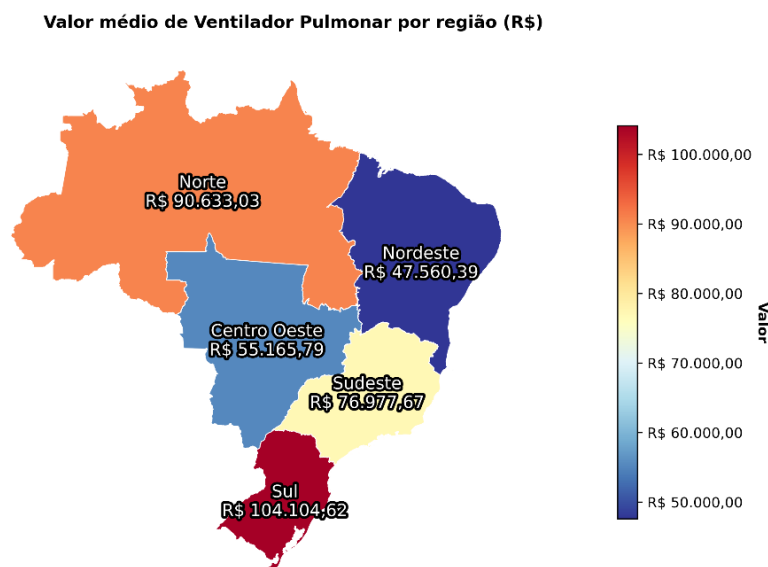 Valor médio de Ventilador Pulmonar por região (R$)
Norte
R$ 90.633,03
Nordeste
R$ 47.560,39
Centro Oeste
R$ 55.165,79
Sudeste
R$ 76.977,67
Sul
R$ 104.104,62
R$ 100.000,00
R$ 90.000,00
R$ 80.000,00
R$ 70.000,00
R$ 60.000,00
R$ 50.000,00
Valor